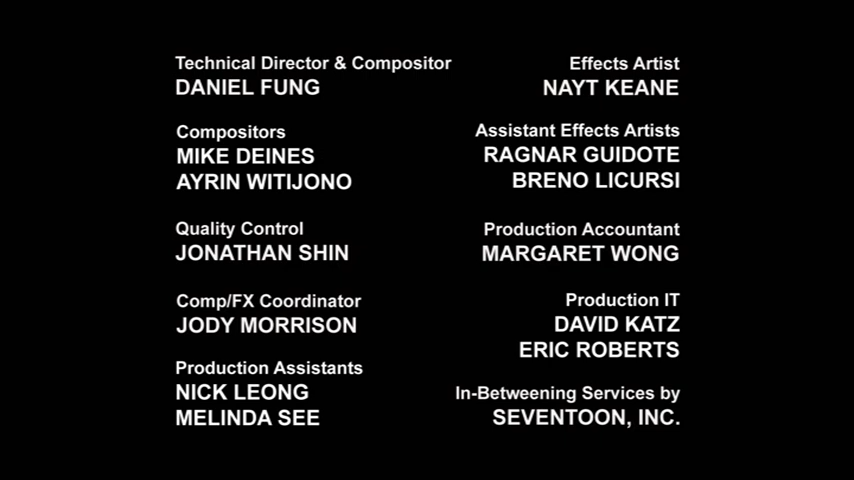 Technical Director & Compositor
DANIEL FUNG
Compositors
MIKE DEINES
AYRIN WITIJONO
Quality Control
JONATHAN SHIN
Comp/FX Coordinator
JODY MORRISON
Production Assistants
NICK LEONG
MELINDA SEE
Effects Artist
NAYT KEANE
Assistant Effects Artists
RAGNAR GUIDOTE
BRENO LICURSI
Production Accountant
MARGARET WONG
Production IT
DAVID KATZ
ERIC ROBERTS
In-Betweening Services by
SEVENTOON, INC.